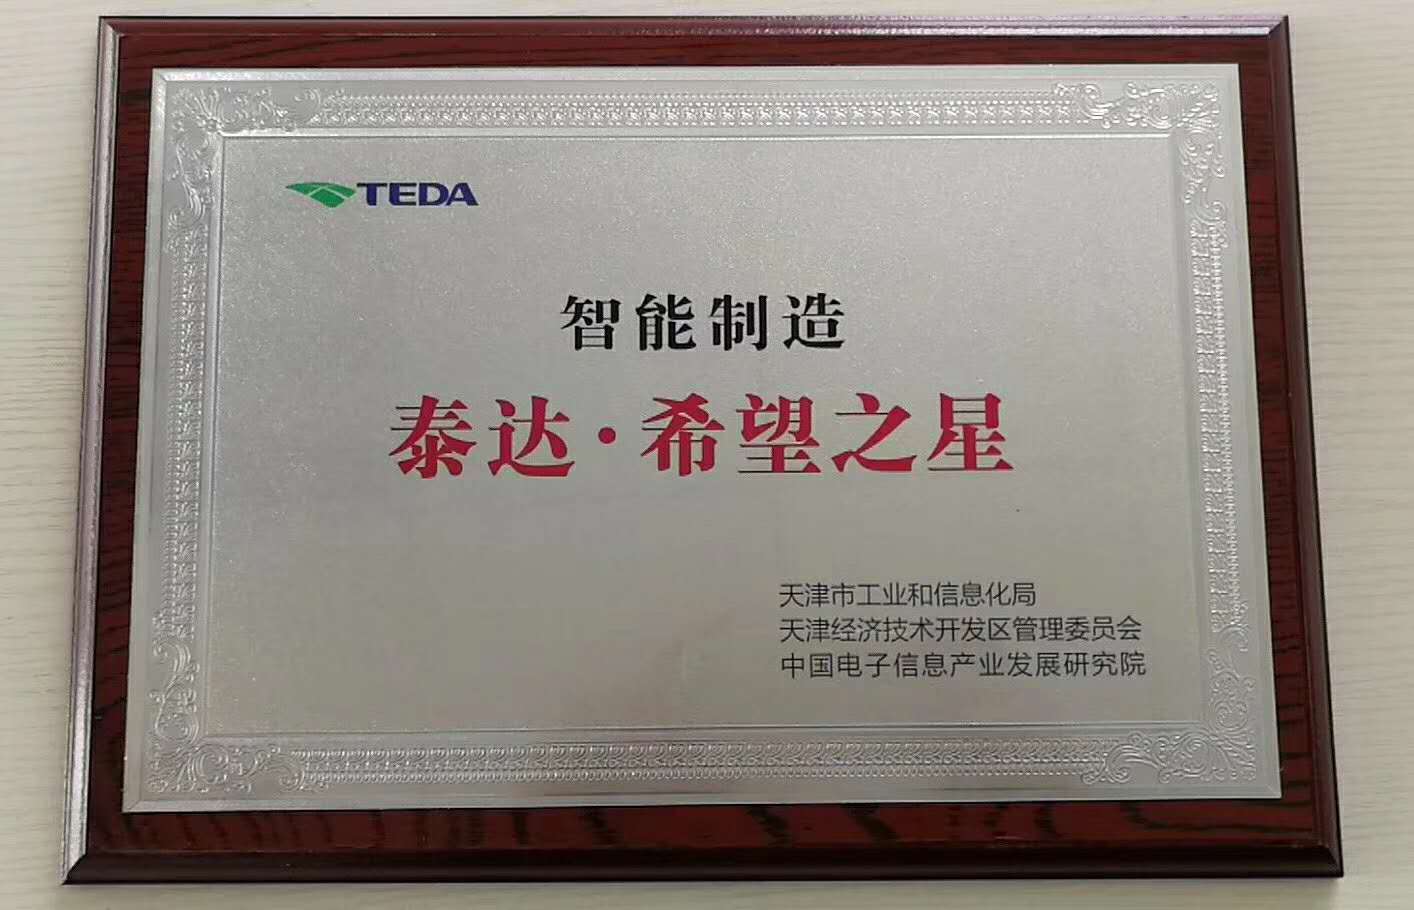 TEDA
智能制造
泰达·希望之星
天津市工业和信息化局
天津经济技术开发区管理委员会
中国电子信息产业发展研究院